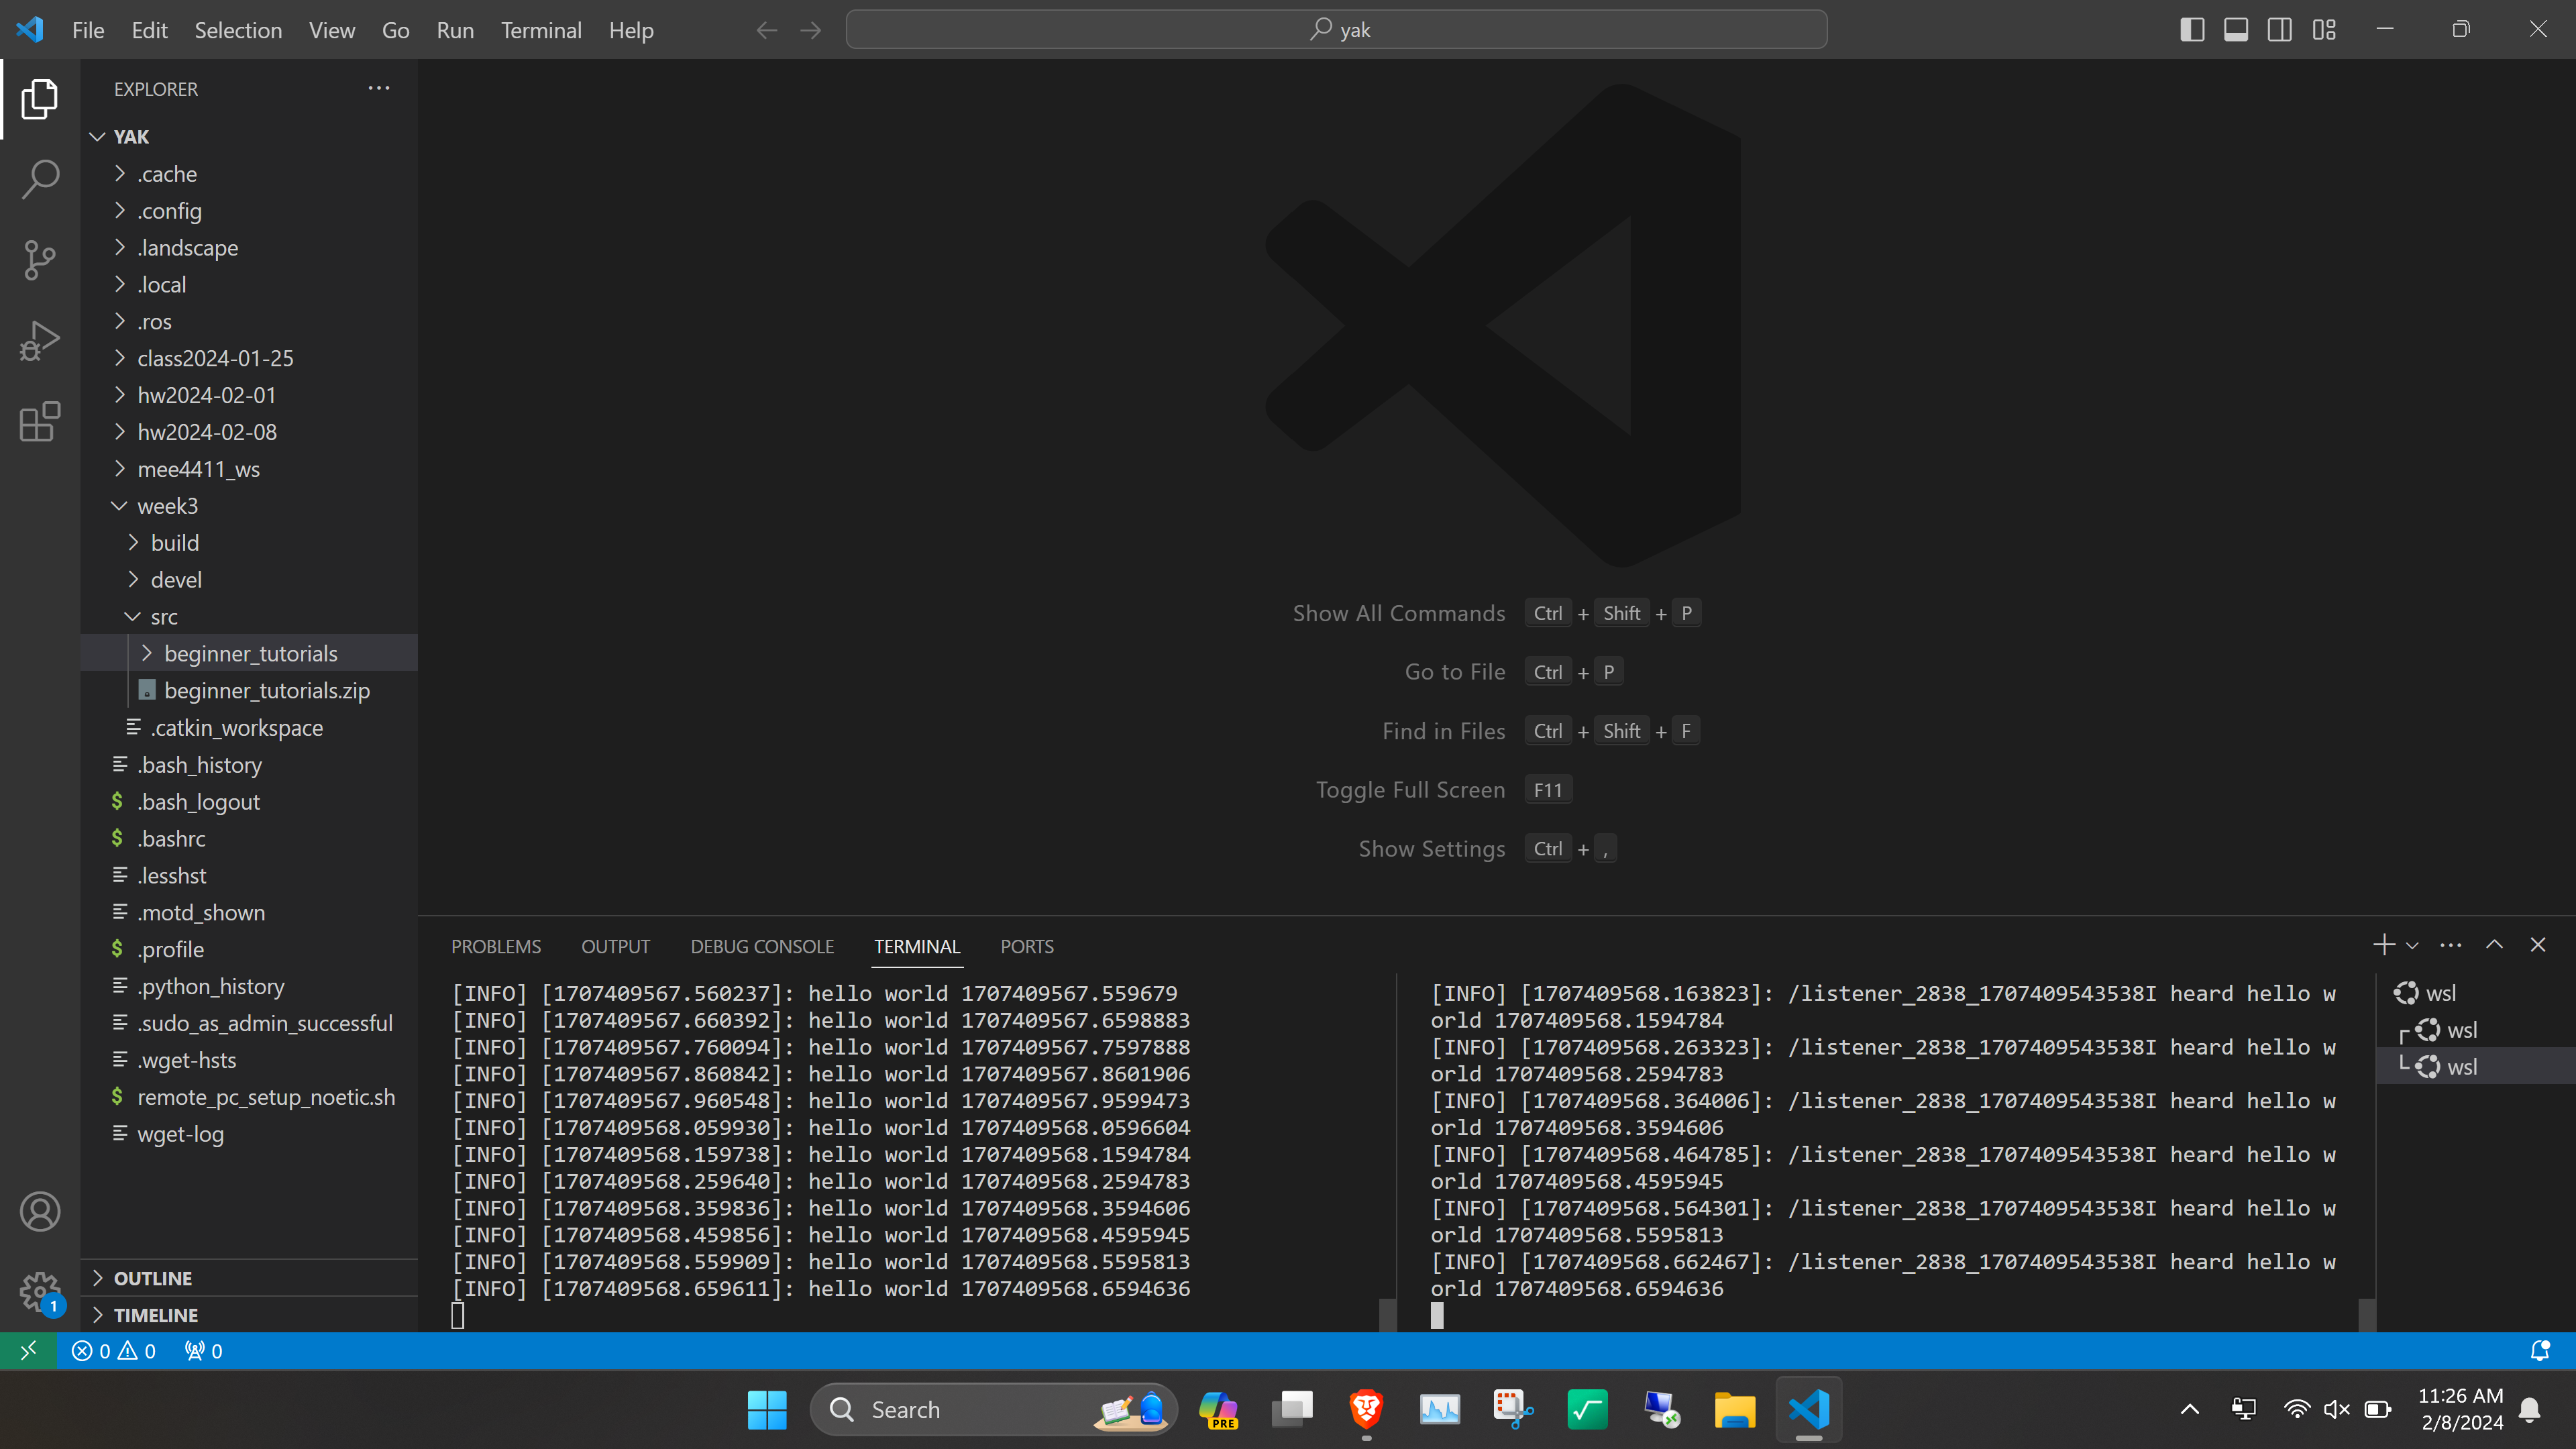 File Edit Selection View Go Run Terminal Help
yak
EXPLORER
YAK
.cache
.config
.landscape
.local
.ros
class2024-01-25
hw2024-02-01
hw2024-02-08
mee4411_ws
week3
build
devel
src
beginner_tutorials
beginner_tutorials.zip
.catkin_workspace
.bash_history
$ .bash_logout
$ .bashrc
.lesshst
.motd_shown
$ .profile
.python_history
.sudo_as_admin_successful
.wget-hsts
$ remote_pc_setup_noetic.sh
wget-log
OUTLINE
TIMELINE
1
Show All Commands Ctrl + Shift + P
Go to File Ctrl + P
Find in Files Ctrl + Shift + F
Toggle Full Screen F11
Show Settings Ctrl + ,
PROBLEMS OUTPUT DEBUG CONSOLE TERMINAL PORTS
[INFO] [1707409567.560237]: hello world 1707409567.559679
[INFO] [1707409567.660392]: hello world 1707409567.6598883
[INFO] [1707409567.760094]: hello world 1707409567.7597888
[INFO] [1707409567.860842]: hello world 1707409567.8601906
[INFO] [1707409567.960548]: hello world 1707409567.9599473
[INFO] [1707409568.059930]: hello world 1707409568.0596604
[INFO] [1707409568.159738]: hello world 1707409568.1594784
[INFO] [1707409568.259640]: hello world 1707409568.2594783
[INFO] [1707409568.359836]: hello world 1707409568.3594606
[INFO] [1707409568.459856]: hello world 1707409568.4595945
[INFO] [1707409568.559909]: hello world 1707409568.5595813
[INFO] [1707409568.659611]: hello world 1707409568.6594636
[INFO] [1707409568.163823]: /listener_2838_1707409543538I heard hello w
orld 1707409568.1594784
[INFO] [1707409568.263323]: /listener_2838_1707409543538I heard hello w
orld 1707409568.2594783
[INFO] [1707409568.364006]: /listener_2838_1707409543538I heard hello w
orld 1707409568.3594606
[INFO] [1707409568.464785]: /listener_2838_1707409543538I heard hello w
orld 1707409568.4595945
[INFO] [1707409568.564301]: /listener_2838_1707409543538I heard hello w
orld 1707409568.5595813
[INFO] [1707409568.662467]: /listener_2838_1707409543538I heard hello w
orld 1707409568.6594636
wsl
wsl
wsl
0 0 0
Search
PRE
11:26 AM
2/8/2024